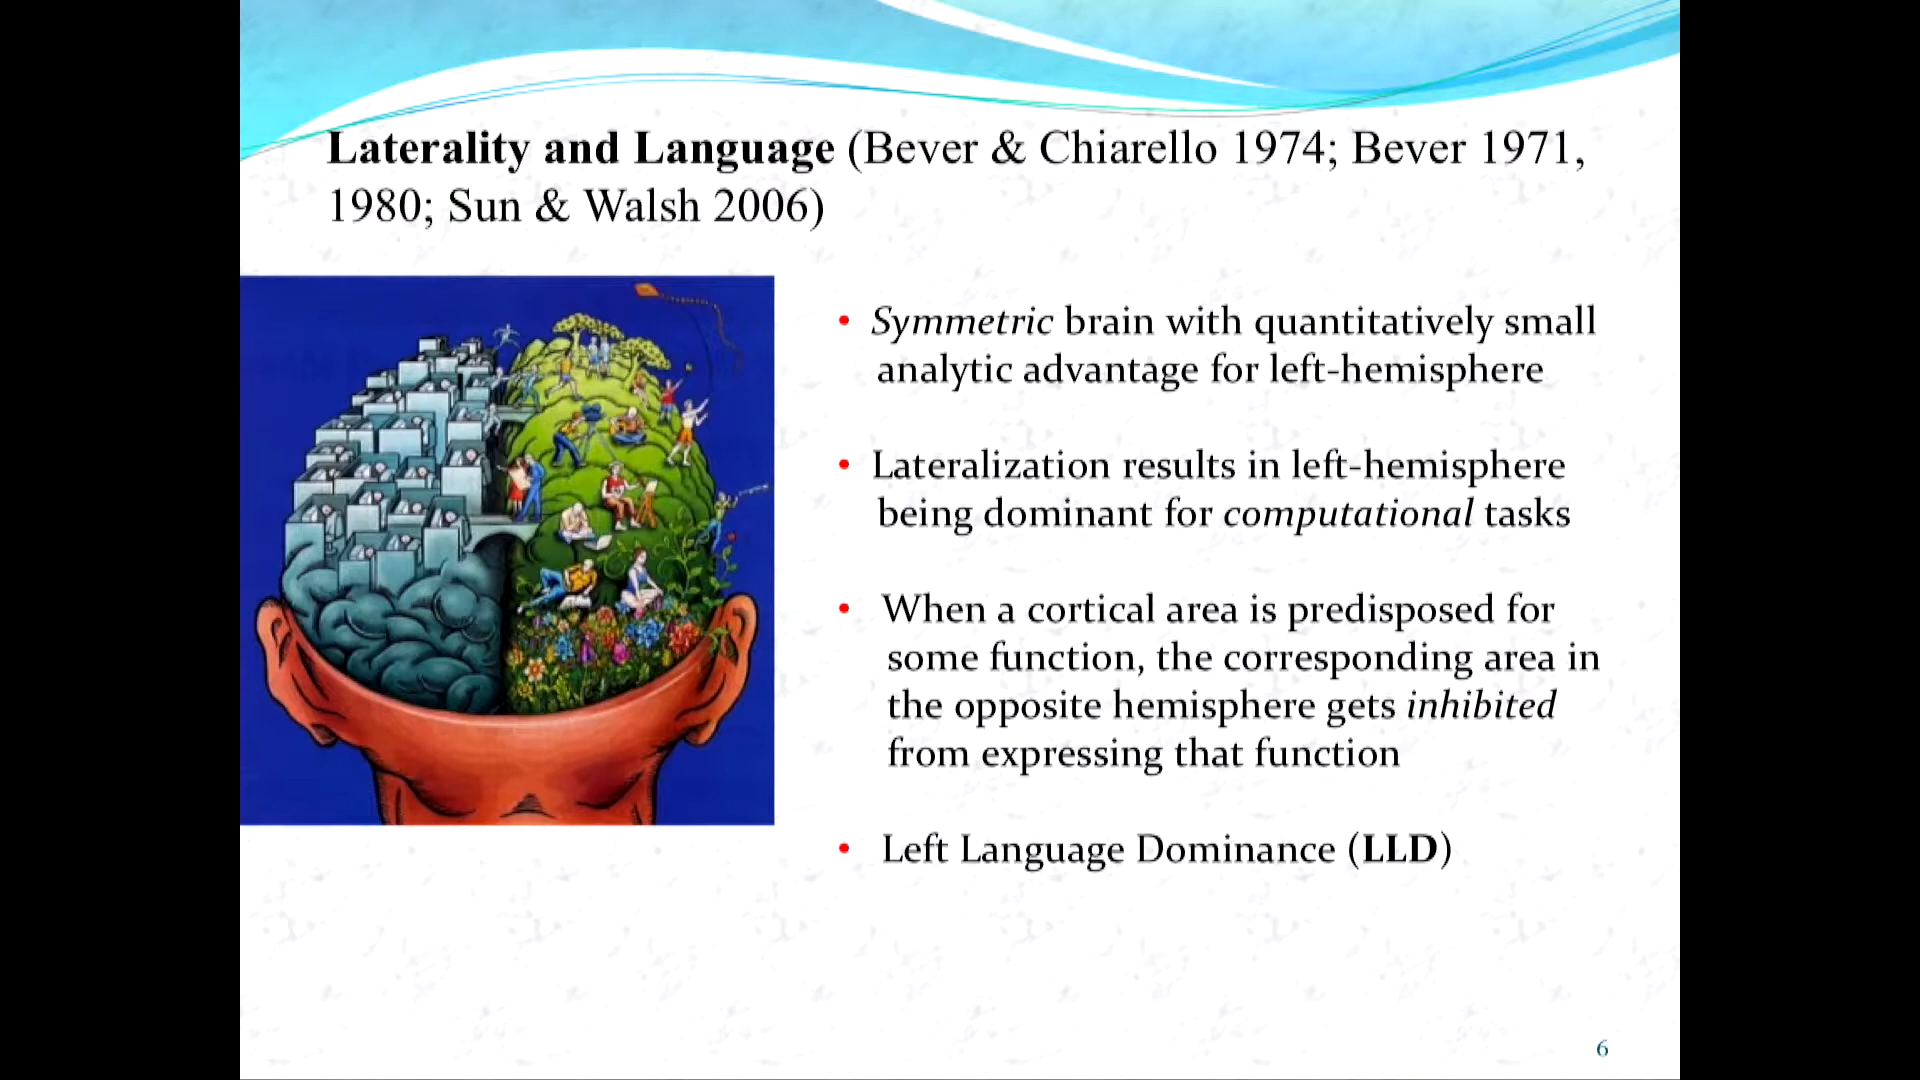 Laterality and Language (Bever & Chiarello 1974; Bever 1971,
1980; Sun & Walsh 2006)
• Symmetric brain with quantitatively small
analytic advantage for left-hemisphere
• Lateralization results in left-hemisphere
being dominant for computational tasks
• When a cortical area is predisposed for
some function, the corresponding area in
the opposite hemisphere gets inhibited
from expressing that function
• Left Language Dominance (LLD)
6